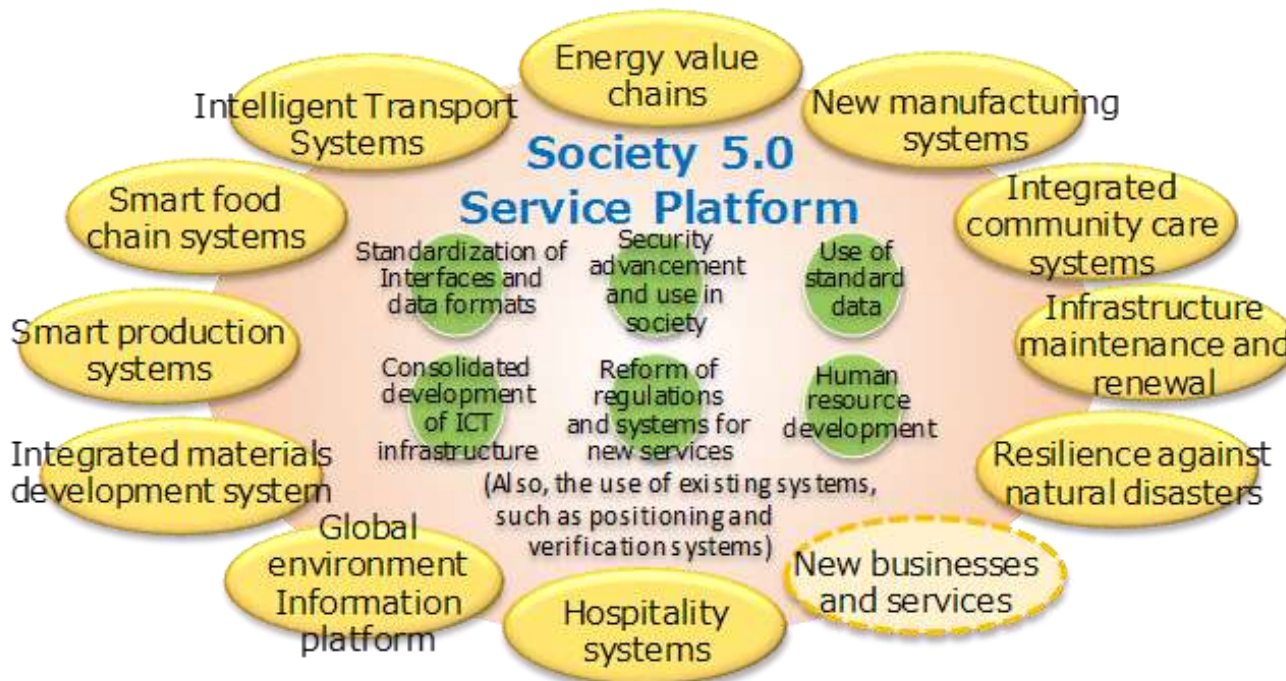 Energy value
chains
Intelligent Transport
Systems
New manufacturing
systems
Society 5.0
Service Platform
Smart food
chain systems
Integrated
community care
systems
Standardization of
Interfaces and
data formats
Security
advancement
and use in
society
Use of
standard
data
Smart production
systems
Infrastructure
maintenance and
renewal
Consolidated
development
of ICT
infrastructure
Reform of
regulations
and systems for
new services
Human
resource
development
Integrated materials
development system
Resilience against
natural disasters
(Also, the use of existing systems,
such as positioning and
verification systems)
Global
environment
Information
platform
Hospitality
systems
New businesses
and services